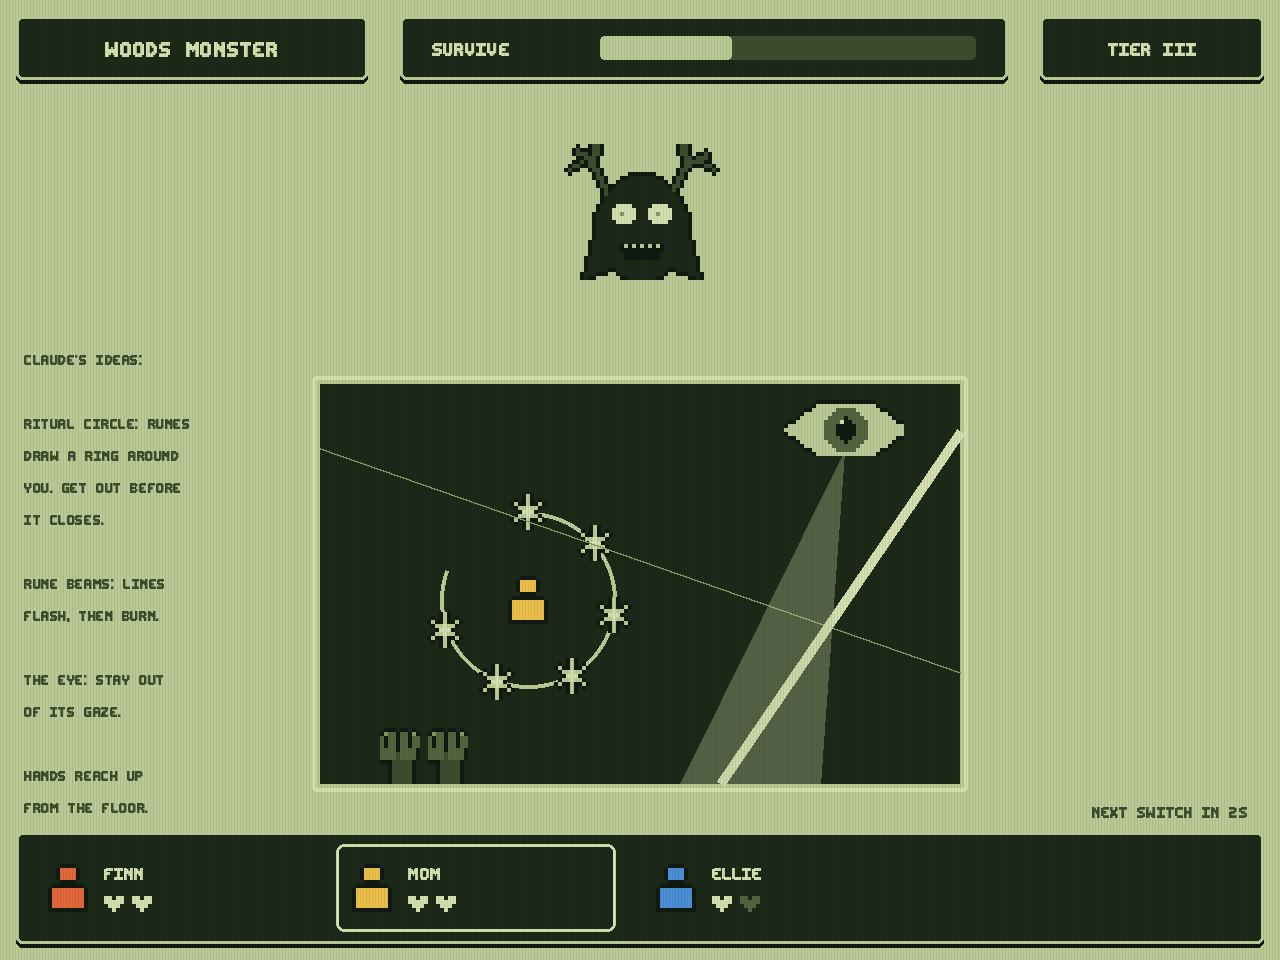 WOODS MONSTER
SURVIVE
TIER III
CLAUDE'S IDEAS:
RITUAL CIRCLE: RUNES
DRAW A RING AROUND
YOU. GET OUT BEFORE
IT CLOSES.
RUNE BEAMS: LINES
FLASH, THEN BURN.
THE EYE: STAY OUT
OF ITS GAZE.
HANDS REACH UP
FROM THE FLOOR.
NEXT SWITCH IN 2S
FINN
MOM
ELLIE